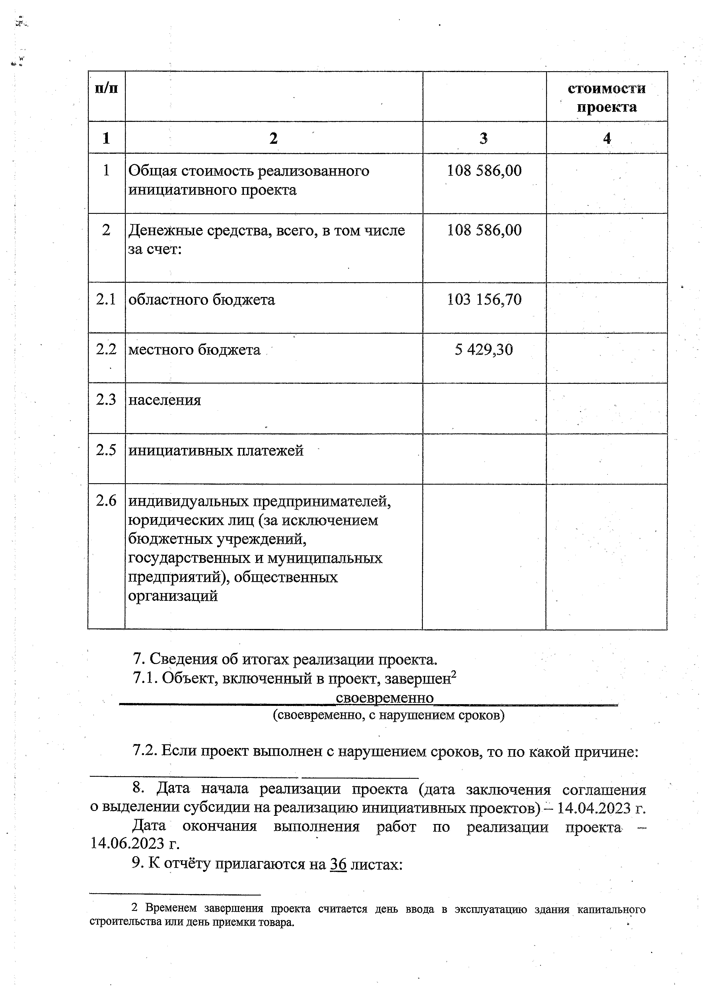 п/п
стоимости
проекта
1 2 3 4
1 Общая стоимость реализованного 108 586,00
инициативного проекта
2 Денежные средства, всего, в том числе 108 586,00
за счет:
2.1 областного бюджета 103 156,70
2.2 местного бюджета 5 429,30
2.3 населения
2.5 инициативных платежей
2.6 индивидуальных предпринимателей,
юридических лиц (за исключением
бюджетных учреждений,
государственных и муниципальных
предприятий), общественных
организаций
7. Сведения об итогах реализации проекта.
7.1. Объект, включенный в проект, завершен²
своевременно
(своевременно, с нарушением сроков)
7.2. Если проект выполнен с нарушением сроков, то по какой причине:
8. Дата начала реализации проекта (дата заключения соглашения
о выделении субсидии на реализацию инициативных проектов) – 14.04.2023 г.
Дата окончания выполнения работ по реализации проекта –
14.06.2023 г.
9. К отчёту прилагаются на 36 листах:
2 Временем завершения проекта считается день ввода в эксплуатацию здания капитального
строительства или день приемки товара.